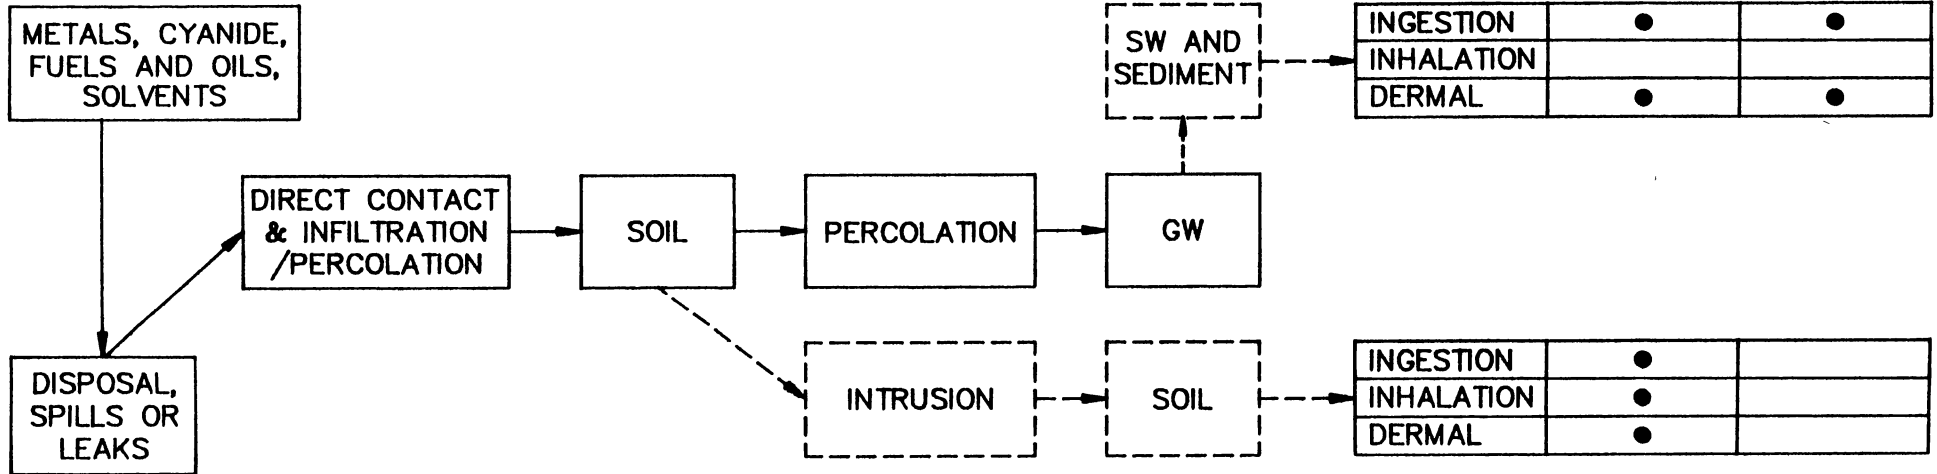 METALS, CYANIDE,
FUELS AND OILS,
SOLVENTS
DISPOSAL,
SPILLS OR
LEAKS
DIRECT CONTACT
& INFILTRATION
/PERCOLATION
SOIL
PERCOLATION
GW
SW AND
SEDIMENT
INGESTION ● ●
INHALATION
DERMAL ● ●
INTRUSION
SOIL
INGESTION ●
INHALATION ●
DERMAL ●